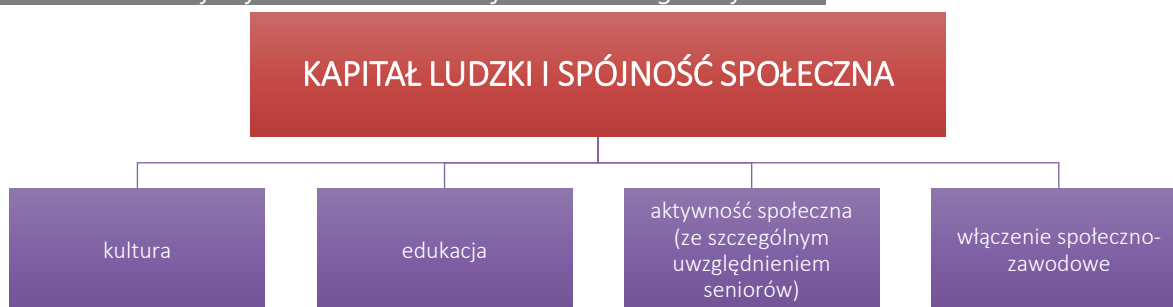 KAPITAŁ LUDZKI I SPÓJNOŚĆ SPOŁECZNA
kultura
edukacja
aktywność społeczna
(ze szczególnym
uwzględnieniem
seniorów)
włączenie społeczno-
zawodowe